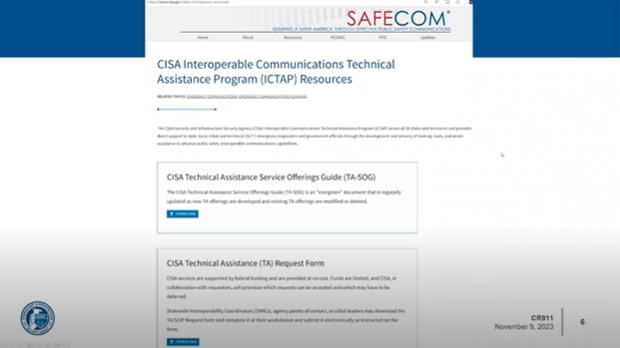 SAFECOM®
ASSURING A SAFER AMERICA THROUGH EFFECTIVE PUBLIC SAFETY COMMUNICATIONS
Home About Resources NCSWIC Updates
CISA Interoperable Communications Technical
Assistance Program (ICTAP) Resources
RELATED TOPICS: EMERGENCY COMMUNICATIONS, EMERGENCY COMMUNICATIONS PLANNING
The Cybersecurity and Infrastructure Security Agency (CISA) Interoperable Communications Technical Assistance Program (ICTAP) serves all 56 states and territories and provides
direct support to state, local, tribal and territorial (SLTT) emergency responders and government officials through the development and delivery of training, tools, and onsite
assistance to advance public safety interoperable communications capabilities.
CISA Technical Assistance Service Offerings Guide (TA-SOG)
The CISA Technical Assistance Service Offerings Guide (TA-SOG) is an "evergreen" document that is regularly
updated as new TA offerings are developed and existing TA offerings are modified or deleted.
DOWNLOAD
CISA Technical Assistance (TA) Request Form
CISA services are supported by federal funding and are provided at no cost. Funds are limited, and CISA, in
collaboration with requestors, will prioritize which requests can be accepted and which may have to be
deferred.
Statewide Interoperability Coordinators (SWICs), agency points of contact, or tribal leaders may download the
TA/SCIP Request form and complete it at their workstation and submit it electronically as instructed on the
form.
DOWNLOAD
CR911
November 9, 2023
6